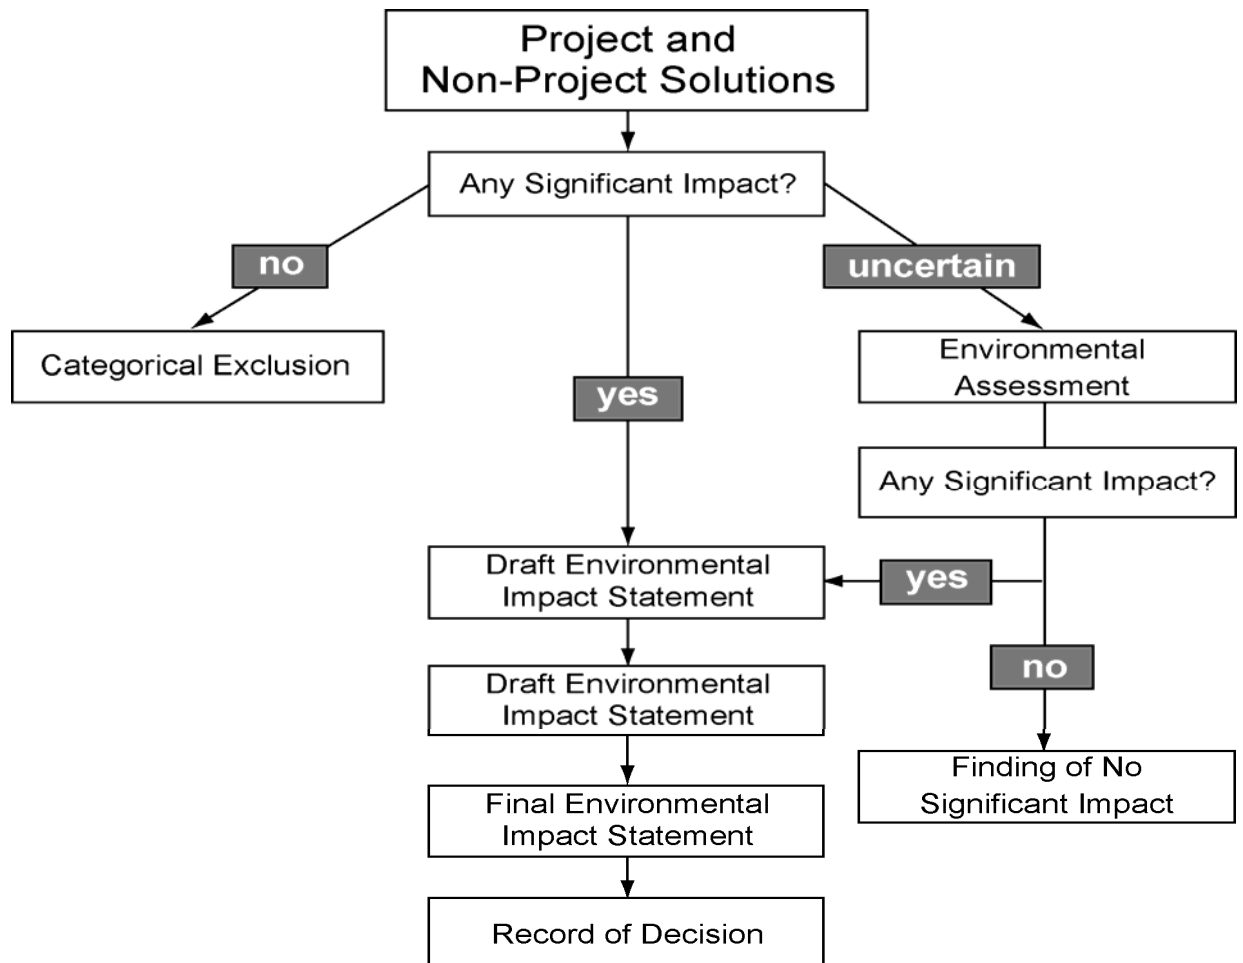 Project and
Non-Project Solutions
Any Significant Impact?
no
uncertain
Categorical Exclusion
Environmental
Assessment
yes
Any Significant Impact?
Draft Environmental
Impact Statement
yes
no
Draft Environmental
Impact Statement
Finding of No
Significant Impact
Final Environmental
Impact Statement
Record of Decision